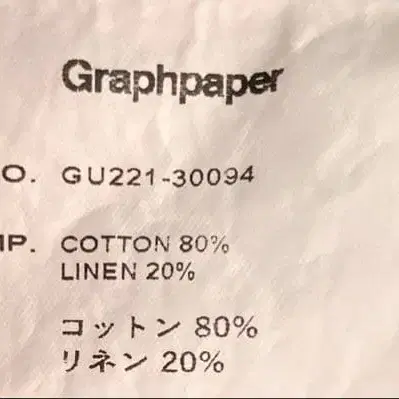 Graphpaper
O. GU221-30094
IP. COTTON 80%
LINEN 20%
コットン 80%
リネン 20%